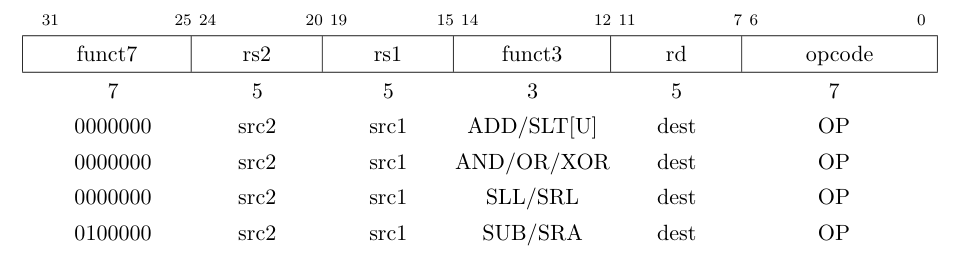 31 25 24 20 19 15 14 12 11 7 6 0
funct7 rs2 rs1 funct3 rd opcode
7 5 5 3 5 7
0000000 src2 src1 ADD/SLT[U] dest OP
0000000 src2 src1 AND/OR/XOR dest OP
0000000 src2 src1 SLL/SRL dest OP
0100000 src2 src1 SUB/SRA dest OP